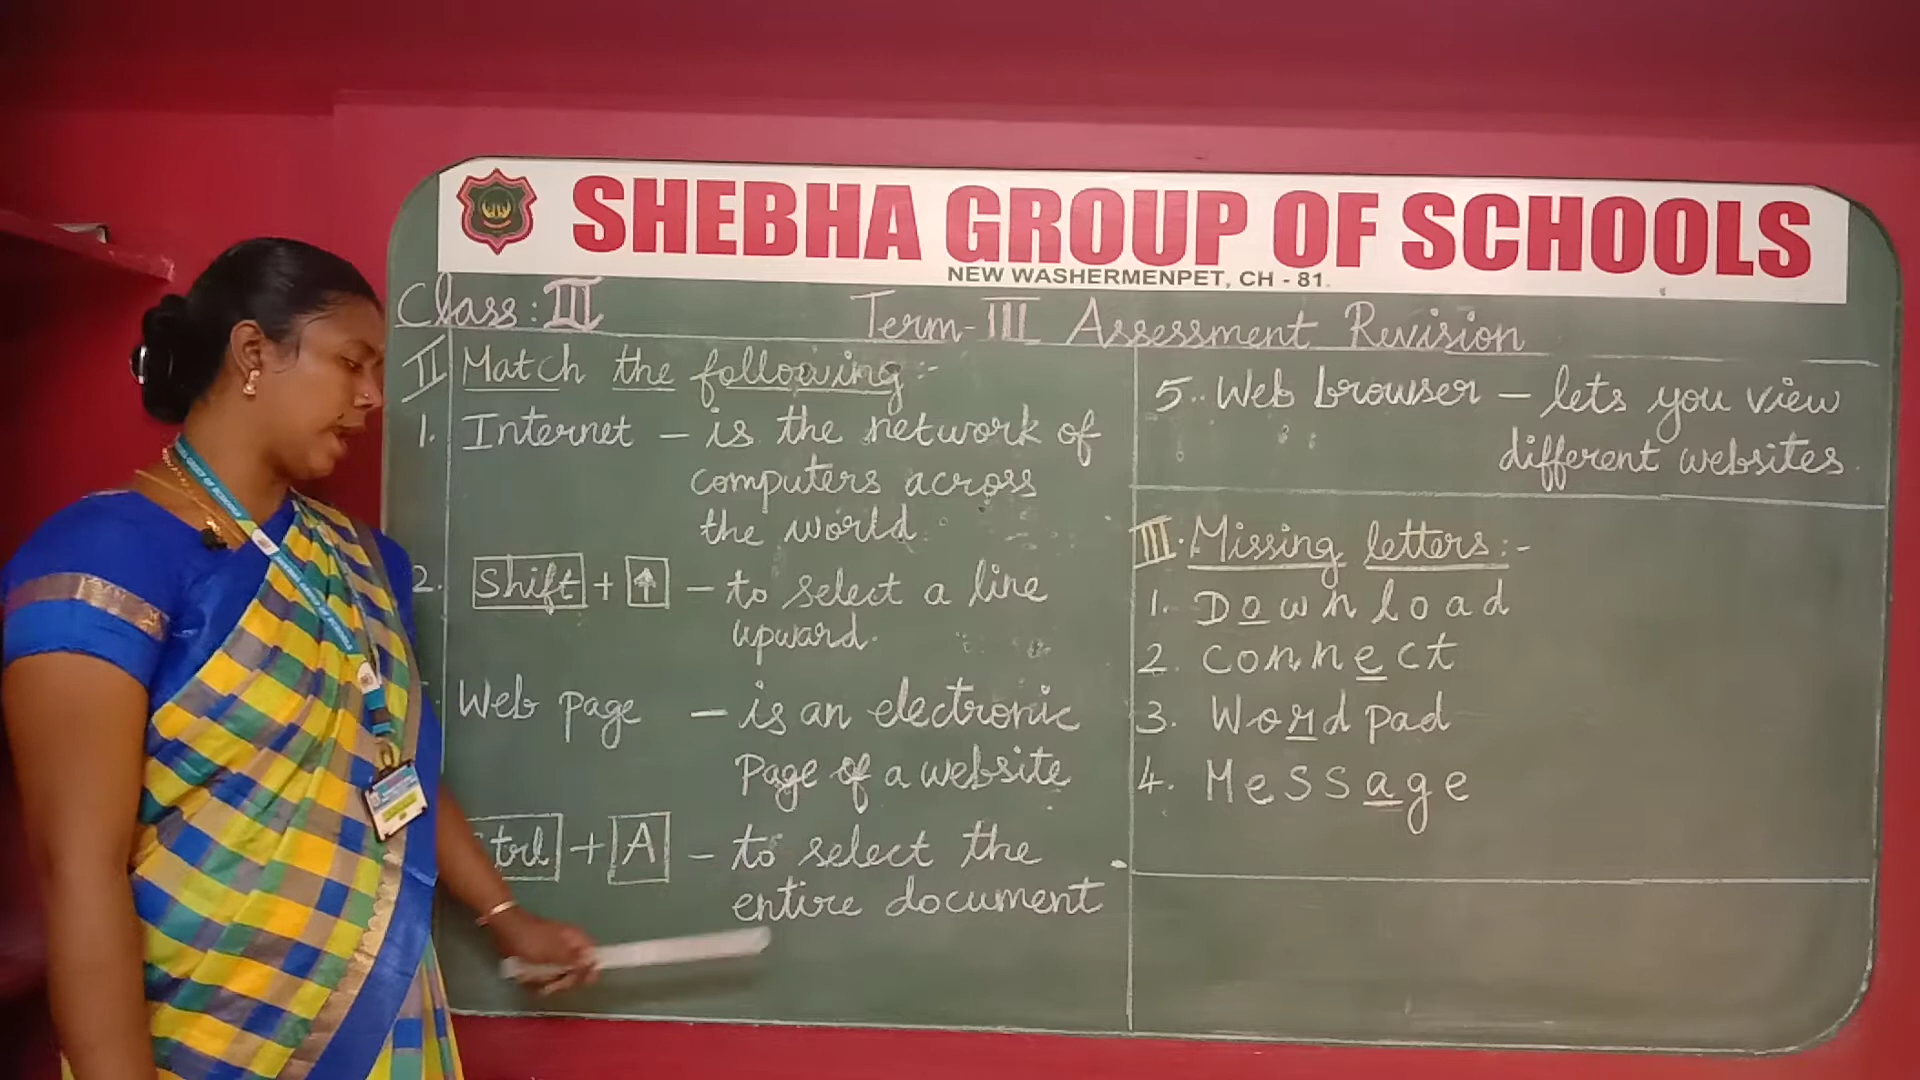 SHEBHA GROUP OF SCHOOLS
NEW WASHERMENPET, CH - 81.
Class : III
Term-III Assessment Revision
II Match the following :-
1. Internet – is the network of
computers across
the world.
2. Shift + ↑ – to select a line
upward.
Web page – is an electronic
Page of a website
trl + A – to select the
entire document
5. Web browser – lets you view
different websites
III. Missing letters :-
1. Download
2. Connect
3. Wordpad
4. Message